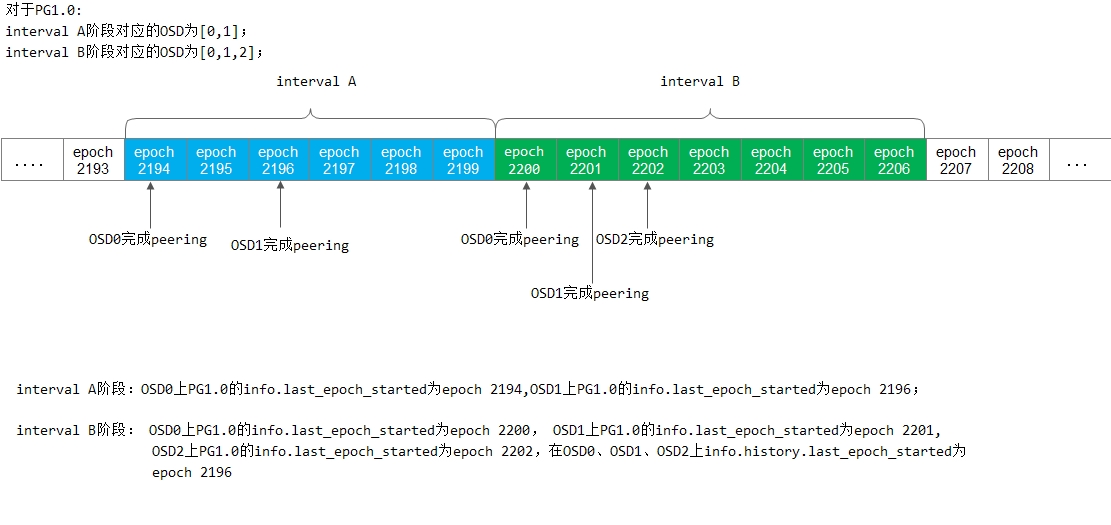 对于PG1.0:
interval A阶段对应的OSD为[0,1];
interval B阶段对应的OSD为[0,1,2];
interval A
interval B
....
epoch 2193
epoch 2194
epoch 2195
epoch 2196
epoch 2197
epoch 2198
epoch 2199
epoch 2200
epoch 2201
epoch 2202
epoch 2203
epoch 2204
epoch 2205
epoch 2206
epoch 2207
epoch 2208
...
OSD0完成peering
OSD1完成peering
OSD0完成peering
OSD2完成peering
OSD1完成peering
interval A阶段：OSD0上PG1.0的info.last_epoch_started为epoch 2194,OSD1上PG1.0的info.last_epoch_started为epoch 2196；
interval B阶段： OSD0上PG1.0的info.last_epoch_started为epoch 2200， OSD1上PG1.0的info.last_epoch_started为epoch 2201,
OSD2上PG1.0的info.last_epoch_started为epoch 2202，在OSD0、OSD1、OSD2上info.history.last_epoch_started为
epoch 2196